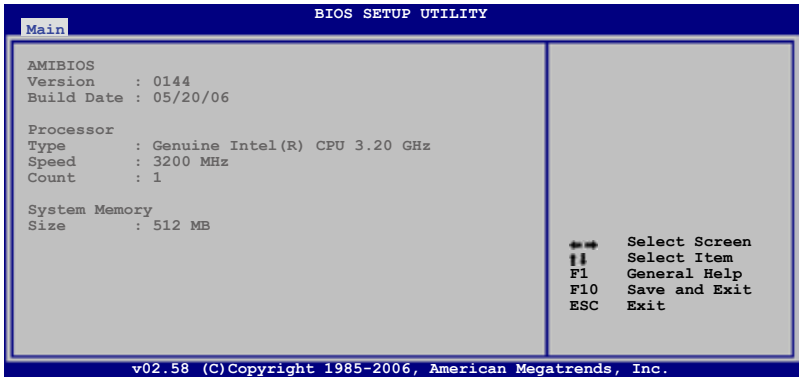 BIOS SETUP UTILITY
Main
AMIBIOS
Version : 0144
Build Date : 05/20/06
Processor
Type : Genuine Intel(R) CPU 3.20 GHz
Speed : 3200 MHz
Count : 1
System Memory
Size : 512 MB
←→ Select Screen
↑↓ Select Item
F1 General Help
F10 Save and Exit
ESC Exit
v02.58 (C)Copyright 1985-2006, American Megatrends, Inc.